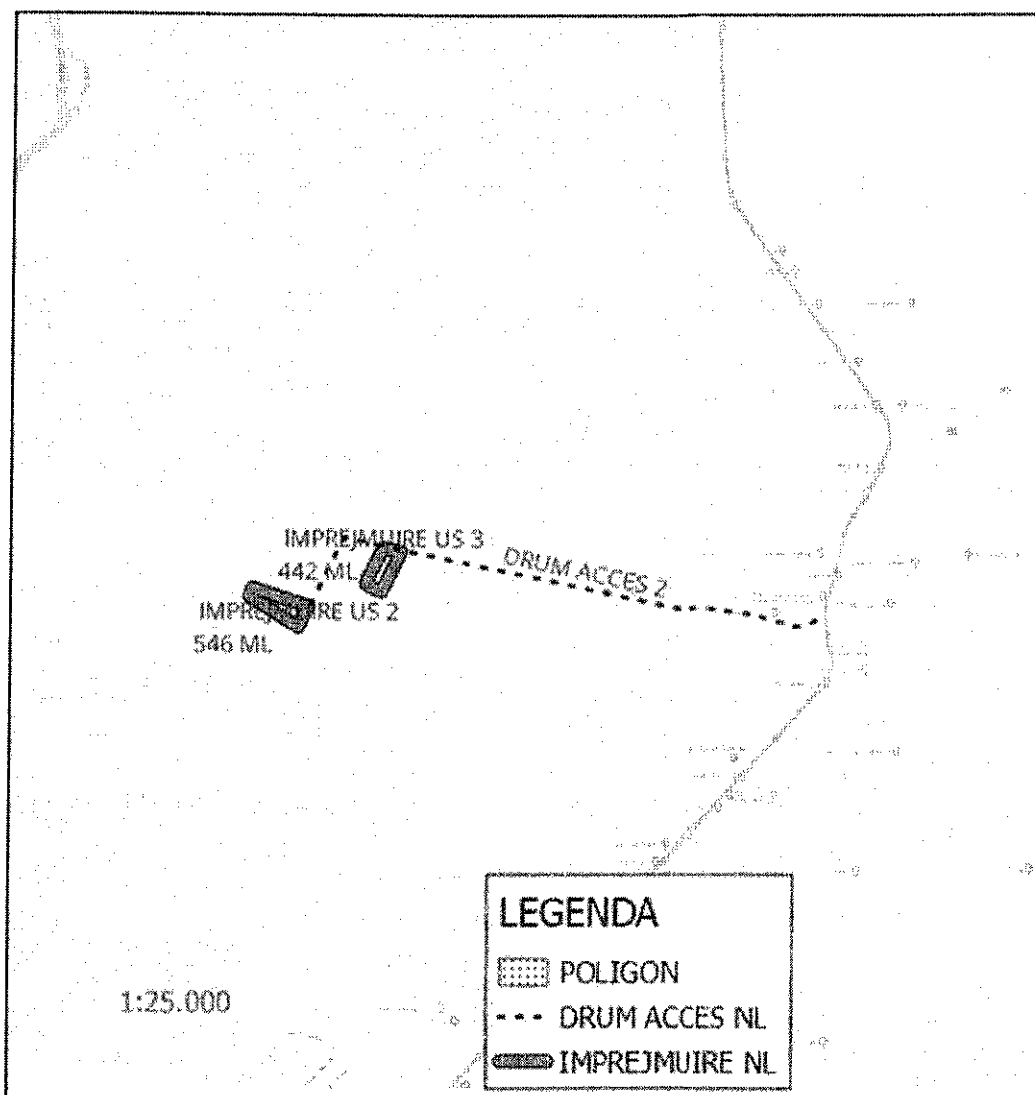 IMPREJMUIRE US 3
442 ML
DRUM ACCES 2
IMPREJMUIRE US 2
546 ML
1:25.000
LEGENDA
POLIGON
DRUM ACCES NL
IMPREJMUIRE NL